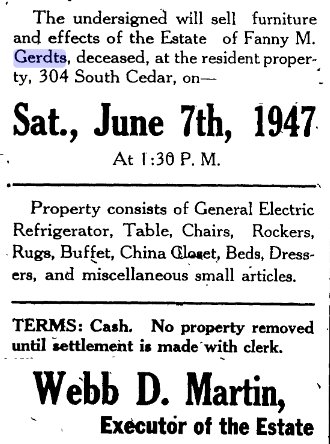 The undersigned will sell furniture
and effects of the Estate of Fanny M.
Gerdts, deceased, at the resident proper-
ty, 304 South Cedar, on—
Sat., June 7th, 1947
At 1:30 P. M.
Property consists of General Electric
Refrigerator, Table, Chairs, Rockers,
Rugs, Buffet, China Closet, Beds, Dress-
ers, and miscellaneous small articles.
TERMS: Cash. No property removed
until settlement is made with clerk.
Webb D. Martin,
Executor of the Estate